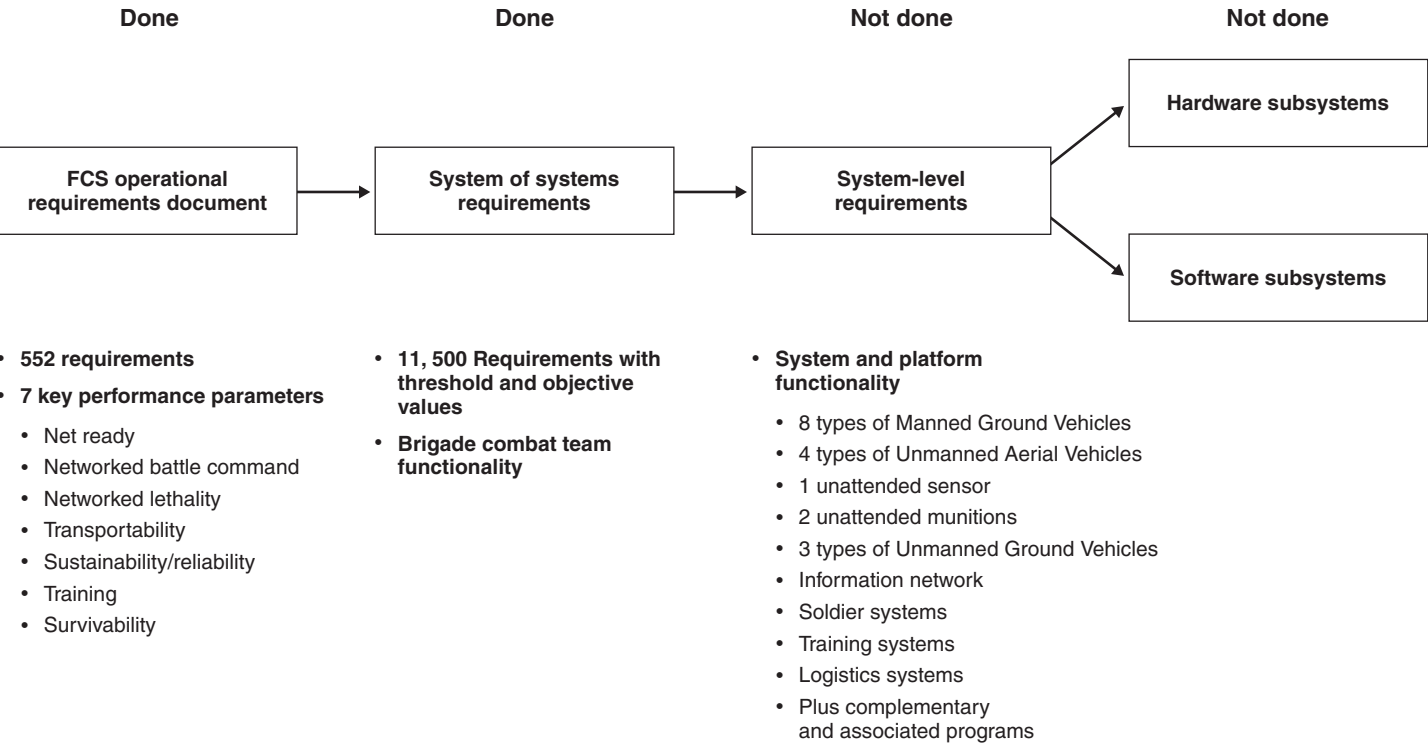 Done
Done
Not done
Not done
FCS operational
requirements document
System of systems
requirements
System-level
requirements
Hardware subsystems
Software subsystems
• 552 requirements
• 7 key performance parameters
• Net ready
• Networked battle command
• Networked lethality
• Transportability
• Sustainability/reliability
• Training
• Survivability
• 11, 500 Requirements with
threshold and objective
values
• Brigade combat team
functionality
• System and platform
functionality
• 8 types of Manned Ground Vehicles
• 4 types of Unmanned Aerial Vehicles
• 1 unattended sensor
• 2 unattended munitions
• 3 types of Unmanned Ground Vehicles
• Information network
• Soldier systems
• Training systems
• Logistics systems
• Plus complementary
and associated programs